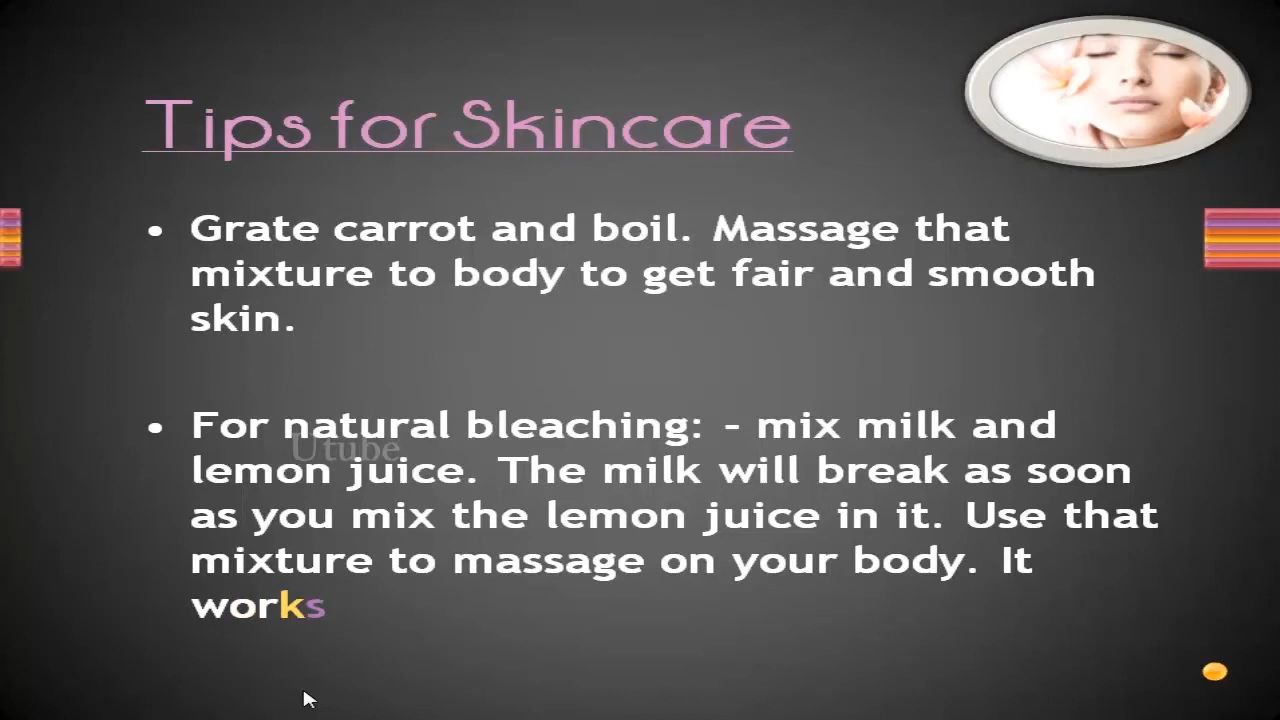 Tips for Skincare
• Grate carrot and boil. Massage that
mixture to body to get fair and smooth
skin.
• For natural bleaching: - mix milk and
Utube
lemon juice. The milk will break as soon
as you mix the lemon juice in it. Use that
mixture to massage on your body. It
works